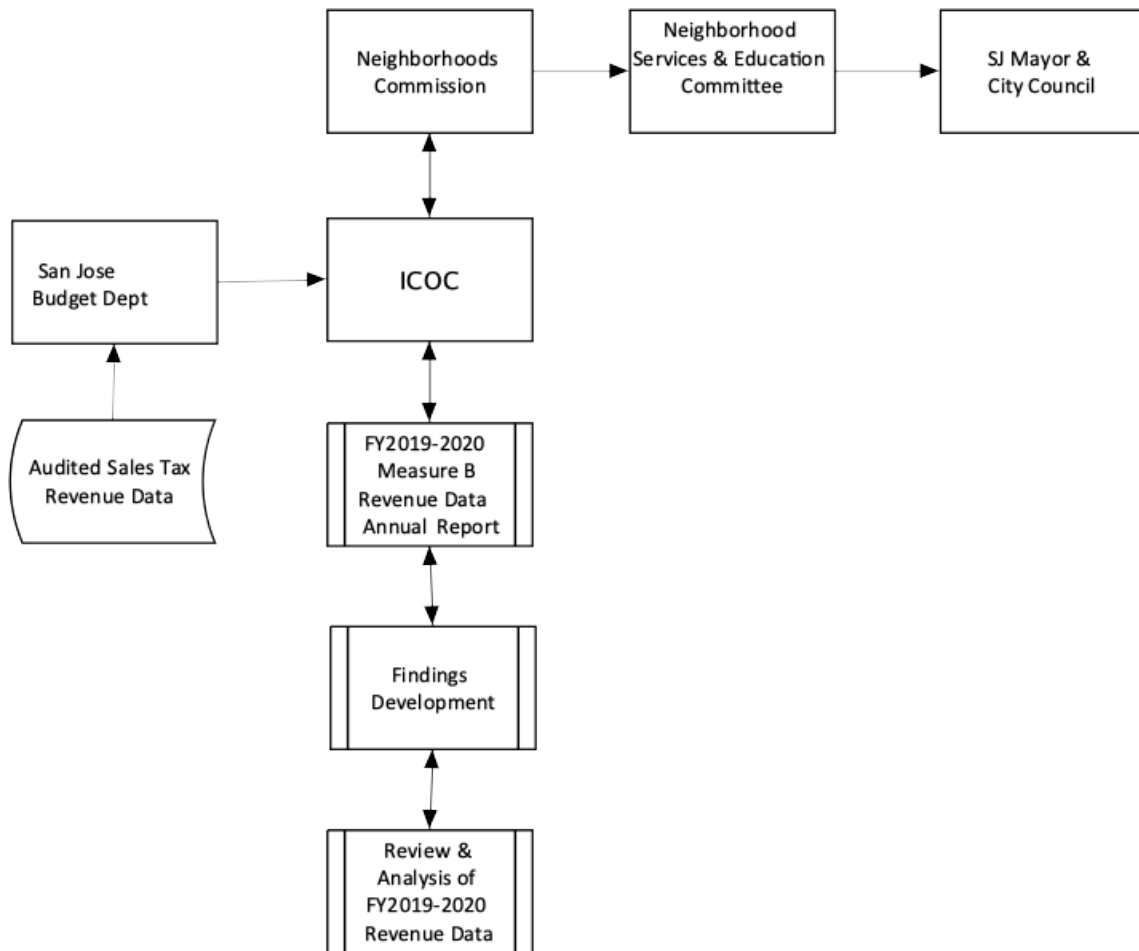 Neighborhoods
Commission
Neighborhood
Services & Education
Committee
SJ Mayor &
City Council
San Jose
Budget Dept
ICOC
Audited Sales Tax
Revenue Data
FY2019-2020
Measure B
Revenue Data
Annual Report
Findings
Development
Review &
Analysis of
FY2019-2020
Revenue Data